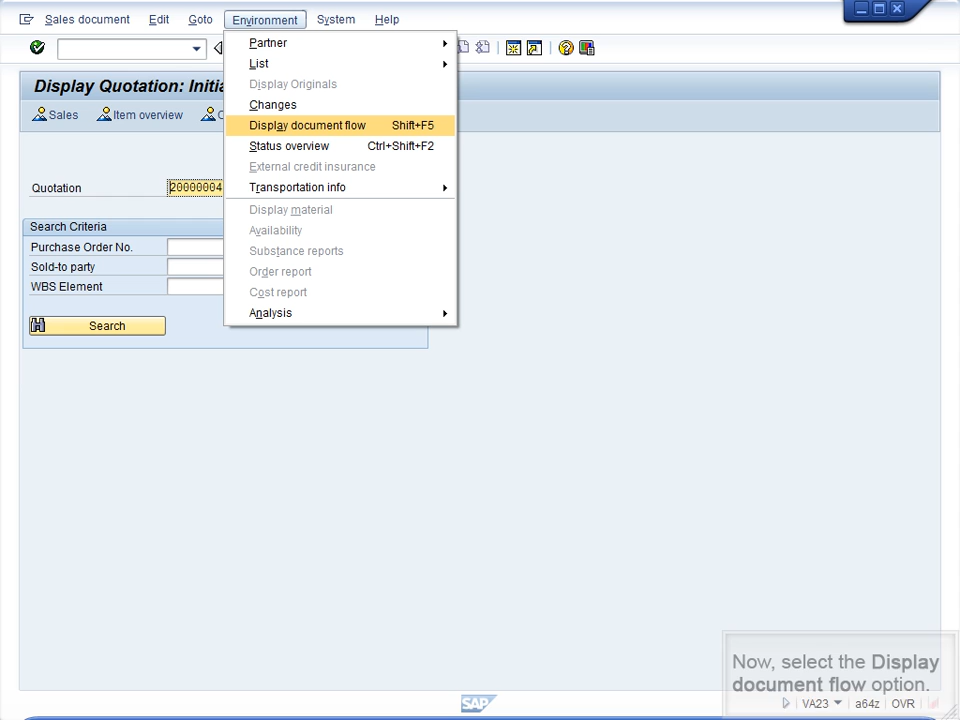 Sales document Edit Goto Environment System Help
Display Quotation: Initia
Sales Item overview
Partner
List
Display Originals
Changes
Display document flow Shift+F5
Status overview Ctrl+Shift+F2
External credit insurance
Transportation info
Display material
Availability
Substance reports
Order report
Cost report
Analysis
Quotation 20000004
Search Criteria
Purchase Order No.
Sold-to party
WBS Element
Search
Now, select the Display
document flow option.
SAP VA23 a64z OVR